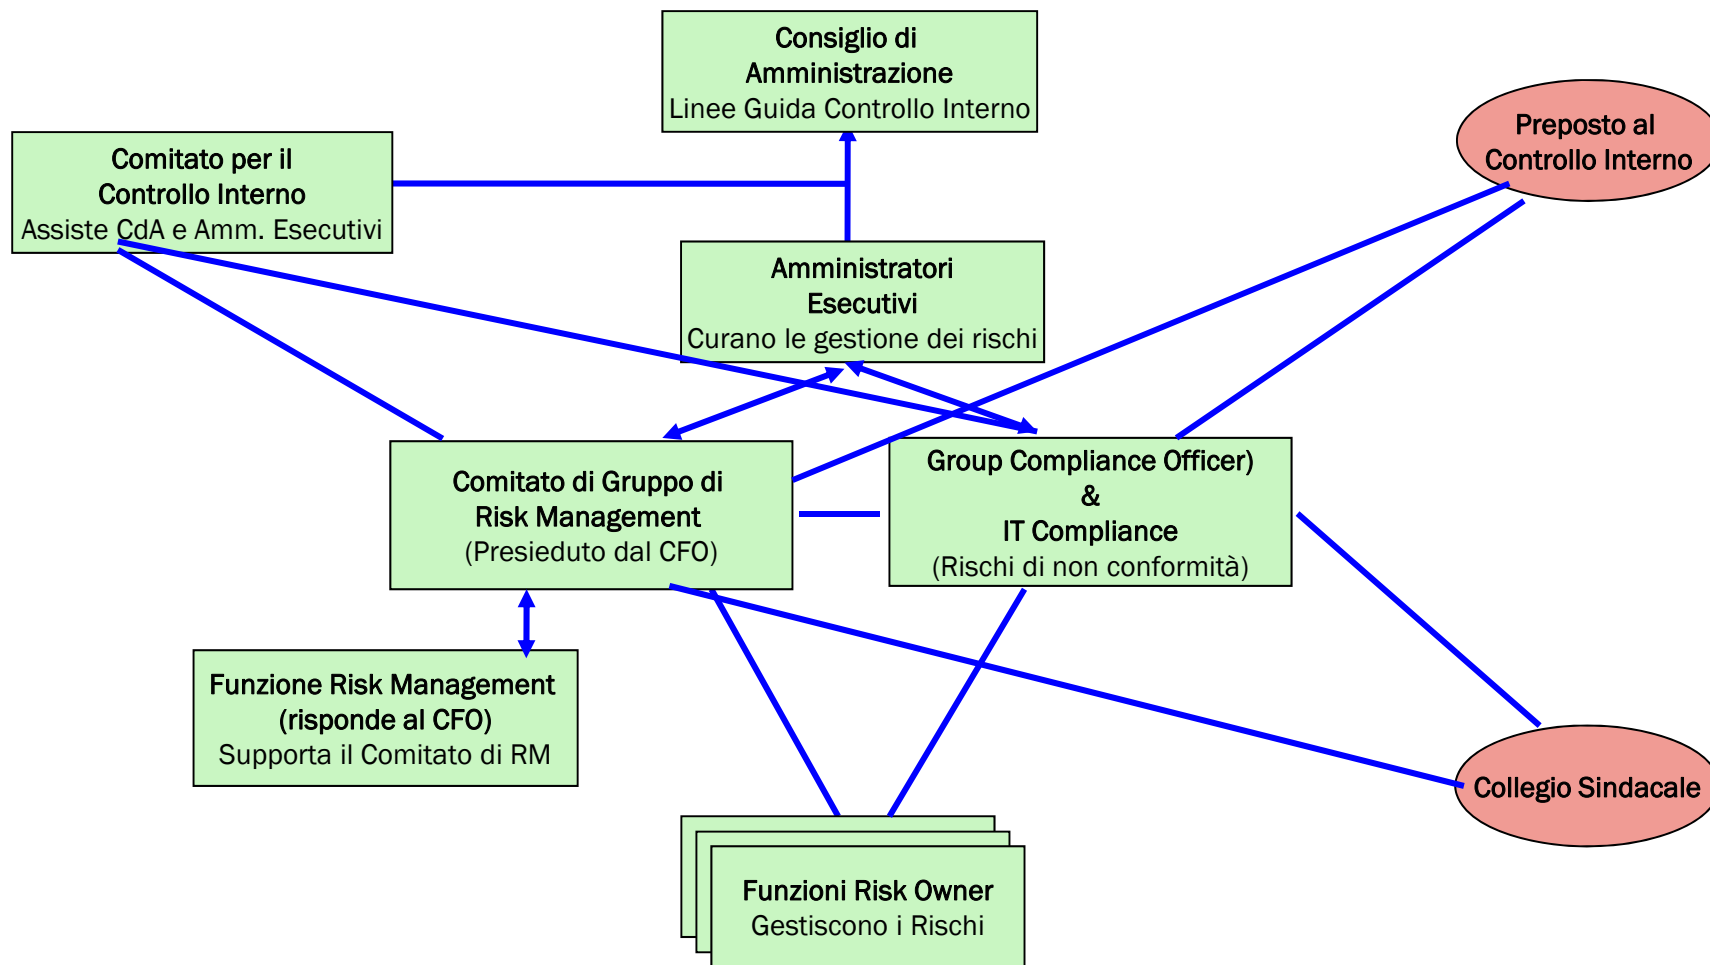 Consiglio di
Amministrazione
Linee Guida Controllo Interno
Preposto al
Controllo Interno
Comitato per il
Controllo Interno
Assiste CdA e Amm. Esecutivi
Amministratori
Esecutivi
Curano le gestione dei rischi
Comitato di Gruppo di
Risk Management
(Presieduto dal CFO)
Group Compliance Officer)
&
IT Compliance
(Rischi di non conformità)
Funzione Risk Management
(risponde al CFO)
Supporta il Comitato di RM
Collegio Sindacale
Funzioni Risk Owner
Gestiscono i Rischi